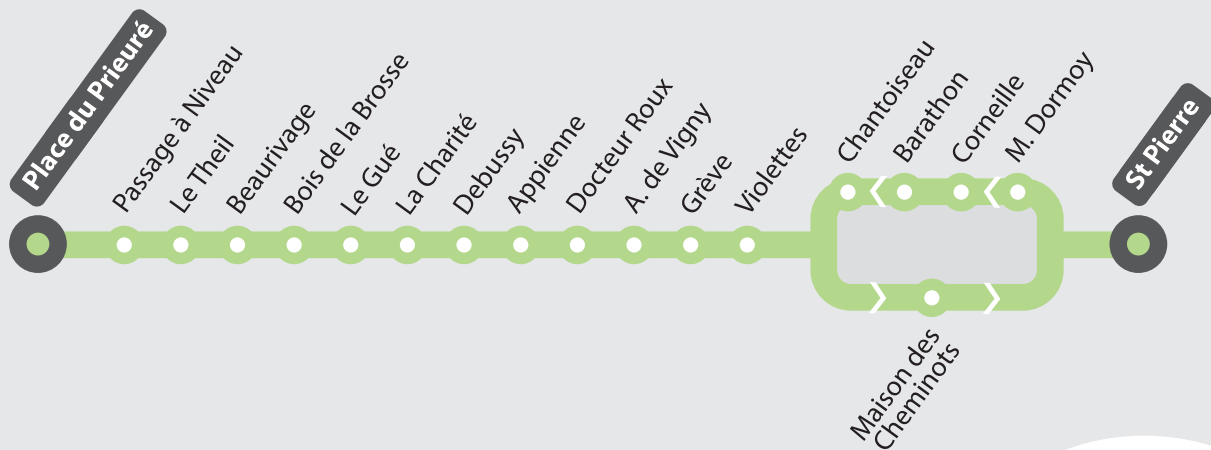 Place du Prieuré
Passage à Niveau
Le Theil
Beaurivage
Bois de la Brosse
Le Gué
La Charité
Debussy
Appienne
Docteur Roux
A. de Vigny
Grève
Violettes
Chantoiseau
Barathon
Corneille
M. Dormoy
St Pierre
Maison des
Cheminots